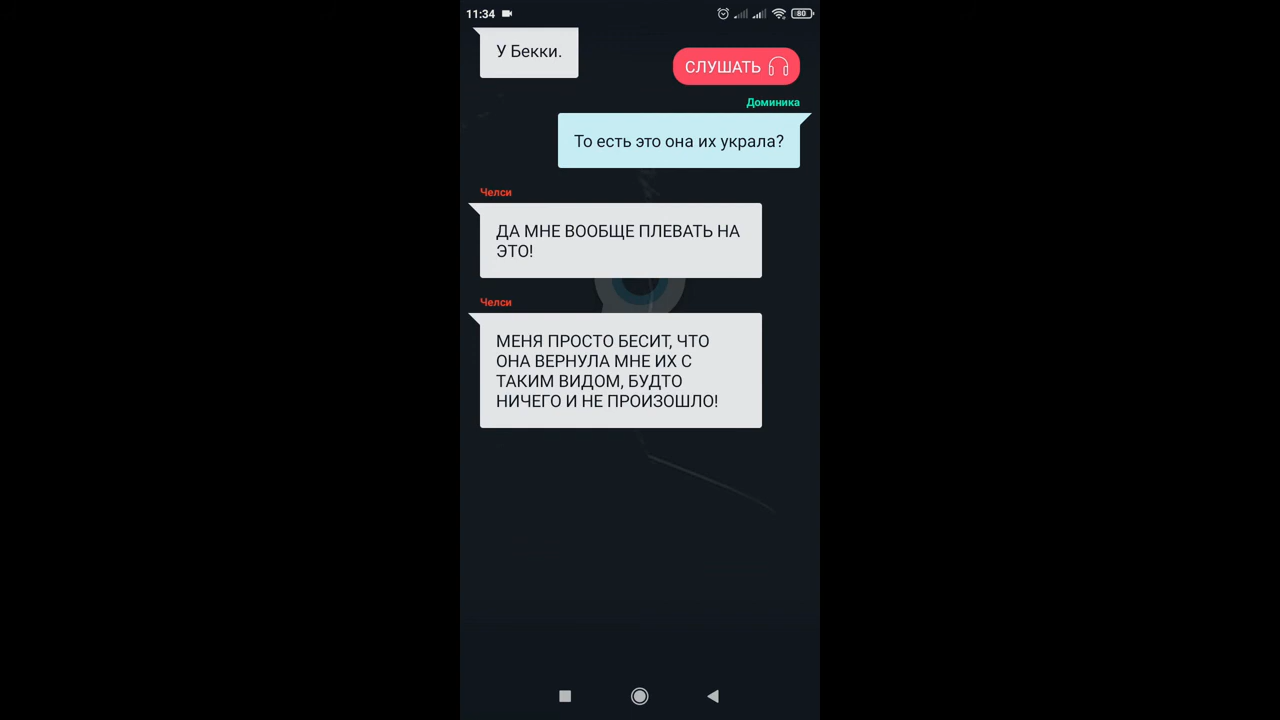 11:34
80
У Бекки.
СЛУШАТЬ
Доминика
То есть это она их украла?
Челси
ДА МНЕ ВООБЩЕ ПЛЕВАТЬ НА
ЭТО!
Челси
МЕНЯ ПРОСТО БЕСИТ, ЧТО
ОНА ВЕРНУЛА МНЕ ИХ С
ТАКИМ ВИДОМ, БУДТО
НИЧЕГО И НЕ ПРОИЗОШЛО!